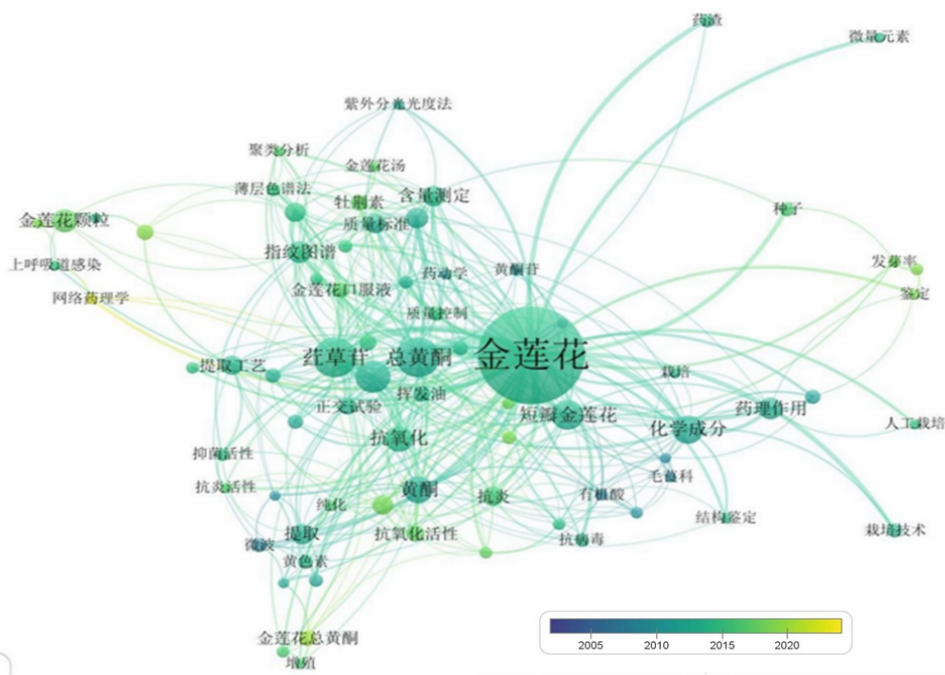 药渣
微量元素
紫外分光光度法
聚类分析
金莲花汤
薄层色谱法
牡荆素
含量测定
种子
金莲花颗粒
质量标准
指纹图谱
上呼吸道感染
药动学
黄酮苷
发芽率
网络药理学
金莲花口服液
鉴定
质量控制
提取工艺
荭草苷
总黄酮
金莲花
栽培
挥发油
正交试验
短瓣金莲花
药理作用
抗氧化
化学成分
人工栽培
抑菌活性
毛茛科
抗炎活性
黄酮
抗炎
有机酸
纯化
结构鉴定
提取
抗氧化活性
抗病毒
栽培技术
微波
黄色素
金莲花总黄酮
增殖
2005
2010
2015
2020